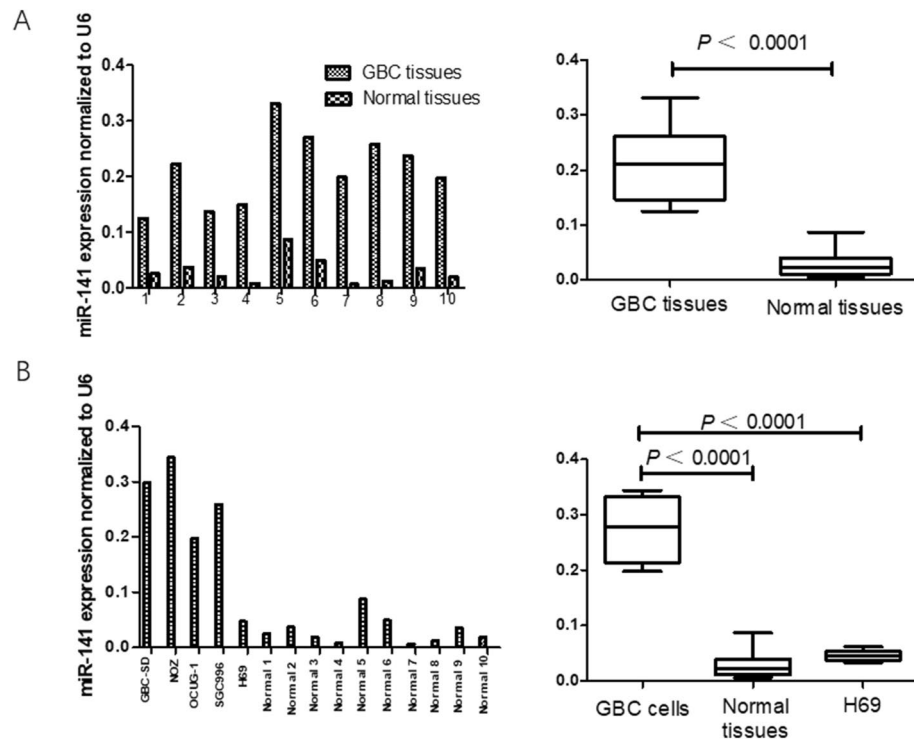 A
miR-141 expression normalized to U6
0.4
0.3
0.2
0.1
0.0
GBC tissues
Normal tissues
1 2 3 4 5 6 7 8 9 10
P < 0.0001
0.4
0.3
0.2
0.1
0.0
GBC tissues Normal tissues
B
miR-141 expression normalized to U6
0.4
0.3
0.2
0.1
0.0
GBC-SD
NOZ
OCUG-1
SGC996
H69
Normal 1
Normal 2
Normal 3
Normal 4
Normal 5
Normal 6
Normal 7
Normal 8
Normal 9
Normal 10
P < 0.0001
P < 0.0001
0.4
0.3
0.2
0.1
0.0
GBC cells Normal H69
tissues